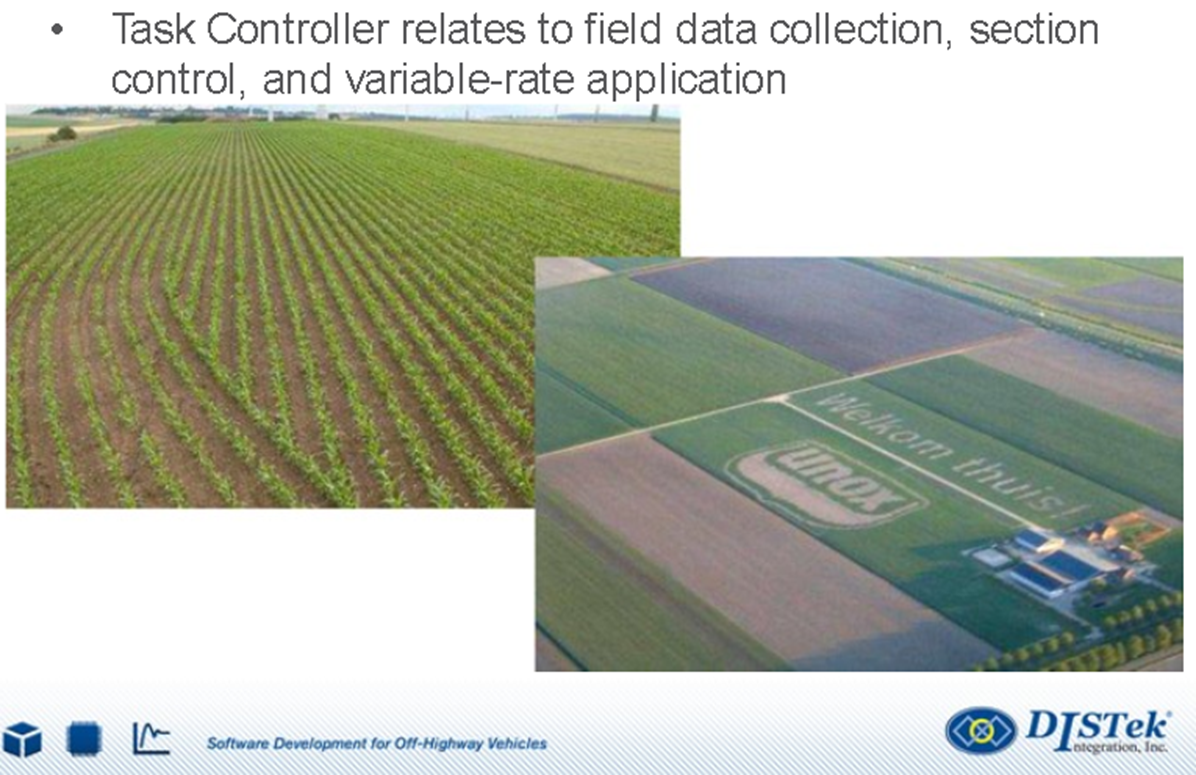 • Task Controller relates to field data collection, section
control, and variable-rate application
Welkom thuis!
unox
Software Development for Off-Highway Vehicles
DISTek®
Integration, Inc.